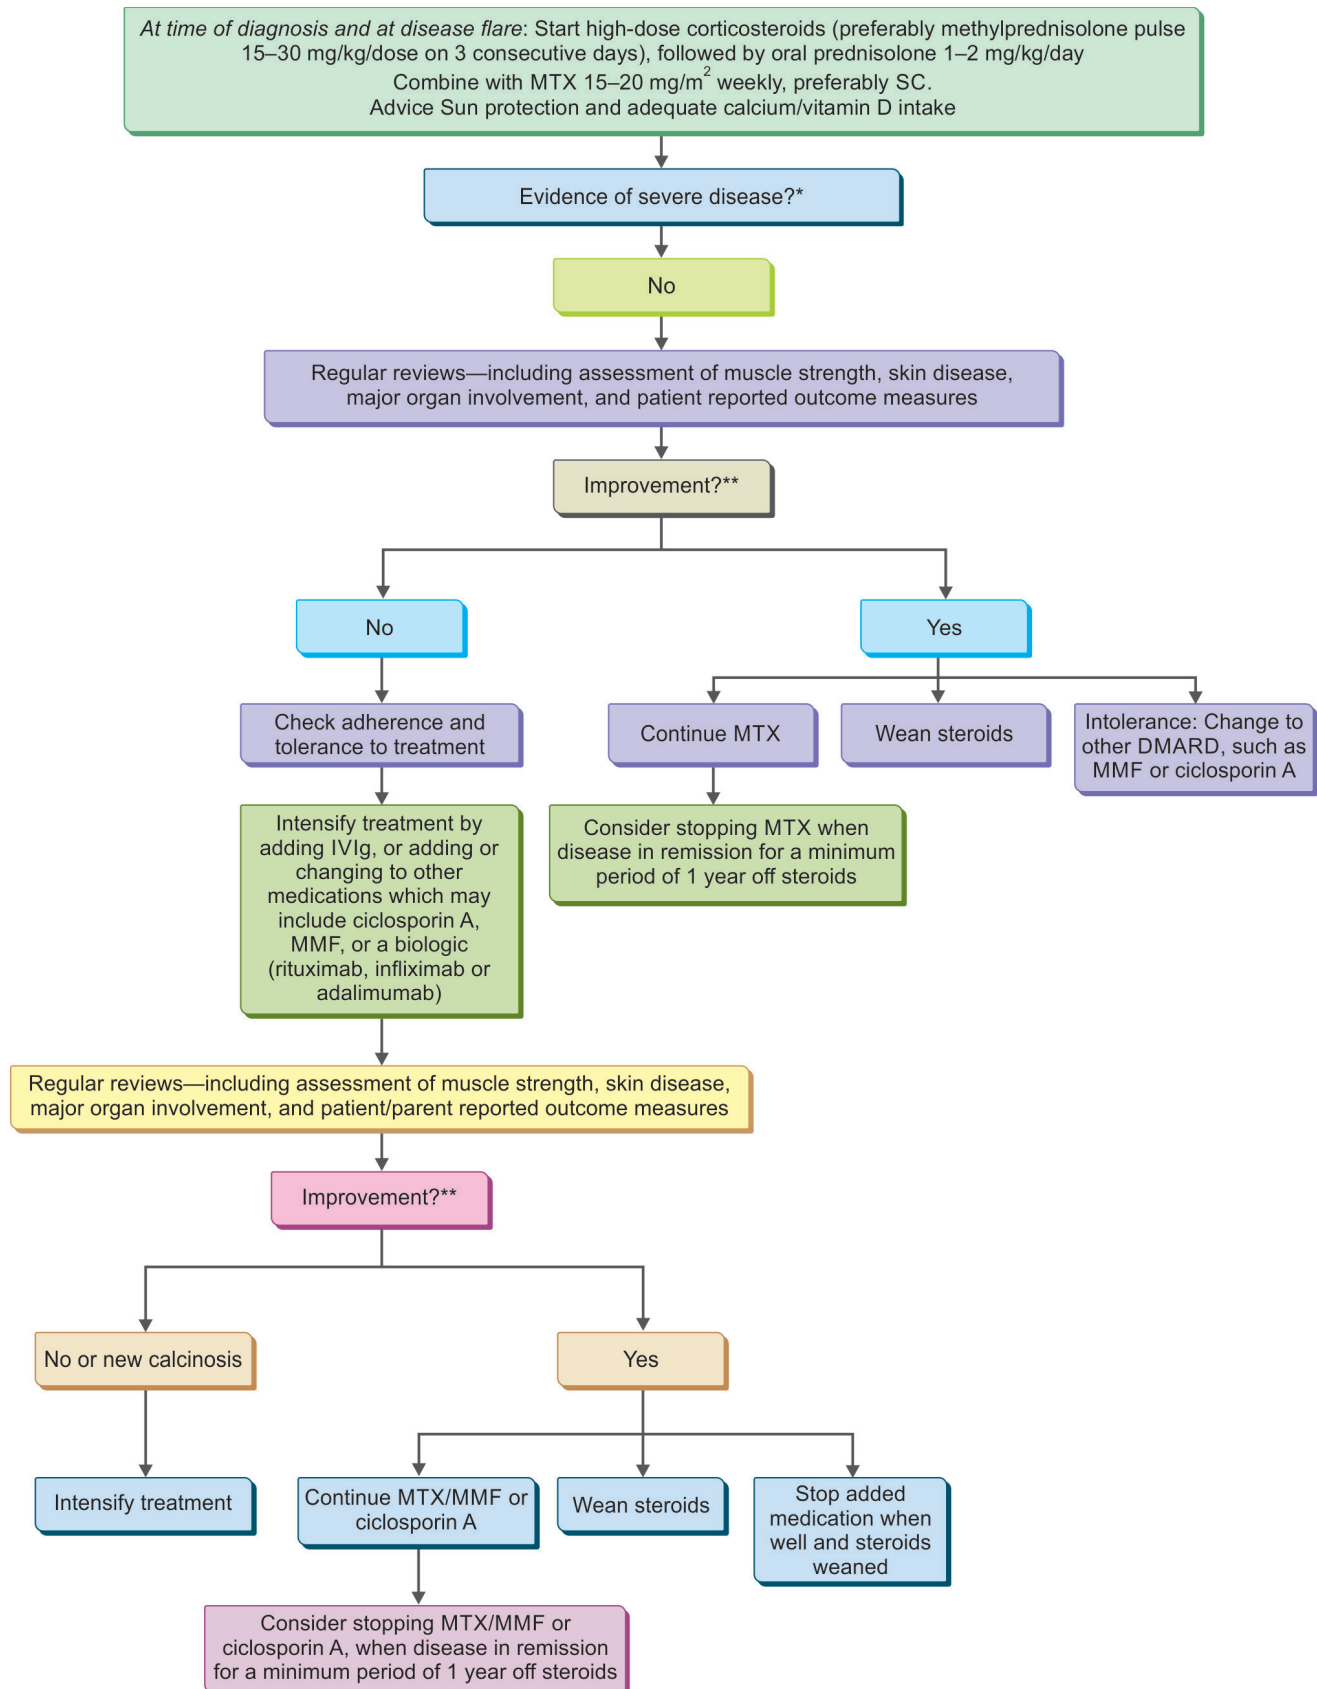 At time of diagnosis and at disease flare: Start high-dose corticosteroids (preferably methylprednisolone pulse
15–30 mg/kg/dose on 3 consecutive days), followed by oral prednisolone 1–2 mg/kg/day
Combine with MTX 15–20 mg/m² weekly, preferably SC.
Advice Sun protection and adequate calcium/vitamin D intake
Evidence of severe disease?*
No
Regular reviews—including assessment of muscle strength, skin disease,
major organ involvement, and patient reported outcome measures
Improvement?**
No
Yes
Check adherence and
tolerance to treatment
Continue MTX
Wean steroids
Intolerance: Change to
other DMARD, such as
MMF or ciclosporin A
Intensify treatment by
adding IVIg, or adding or
changing to other
medications which may
include ciclosporin A,
MMF, or a biologic
(rituximab, infliximab or
adalimumab)
Consider stopping MTX when
disease in remission for a minimum
period of 1 year off steroids
Regular reviews—including assessment of muscle strength, skin disease,
major organ involvement, and patient/parent reported outcome measures
Improvement?**
No or new calcinosis
Yes
Intensify treatment
Continue MTX/MMF or
ciclosporin A
Wean steroids
Stop added
medication when
well and steroids
weaned
Consider stopping MTX/MMF or
ciclosporin A, when disease in remission
for a minimum period of 1 year off steroids